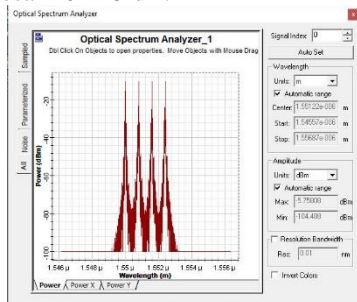 Optical Spectrum Analyzer
Optical Spectrum Analyzer_1
Dbl Click On Objects to open properties. Move Objects with Mouse Drag
Sampled
Parameterized
Noise
All
Power (dBm)
-20
-40
-60
-80
-100
1.546 µ 1.548 µ 1.55 µ 1.552 µ 1.554 µ 1.556 µ
Wavelength (m)
Power Power X Power Y
Signal Index: 0
Auto Set
Wavelength
Units: m
Automatic range
Center: 1.55122e-006 m
Start: 1.54557e-006 m
Stop: 1.55687e-006 m
Amplitude
Units: dBm
Automatic range
Max: dBm
Min: dBm
Resolution Bandwidth
Res: 0.01 nm
Invert Colors